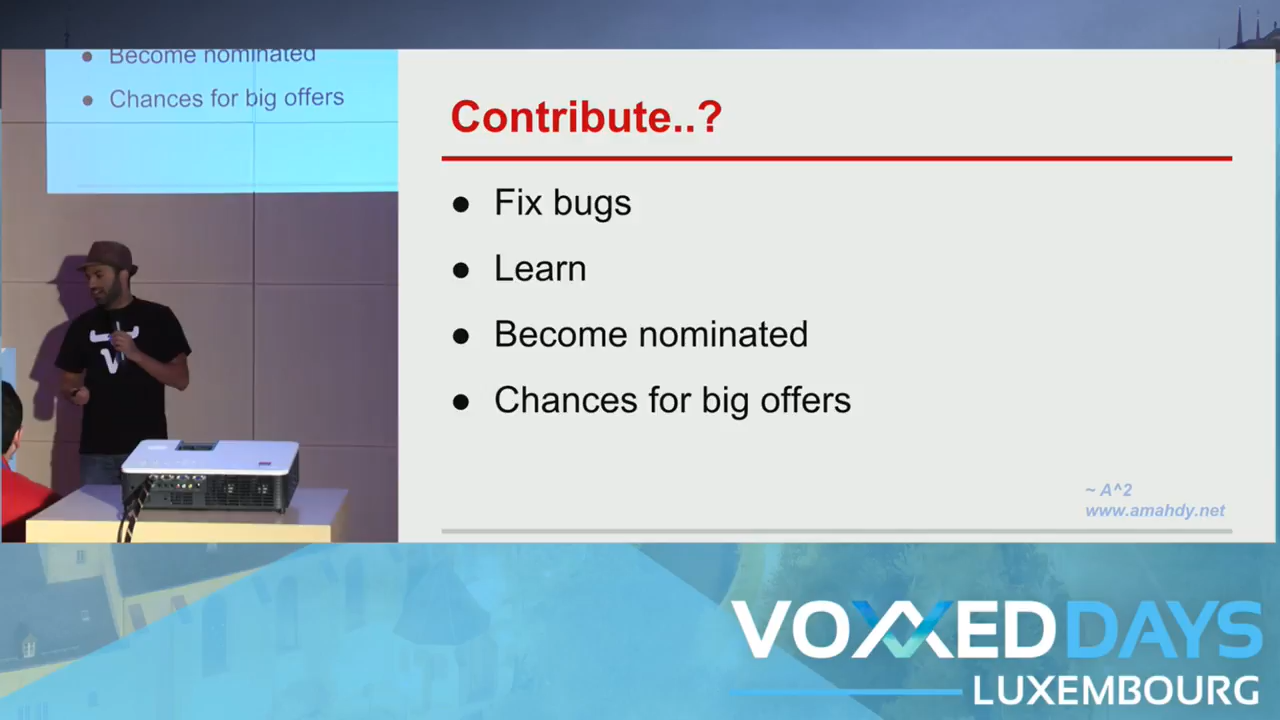 Become nominated
Chances for big offers
Contribute..?
● Fix bugs
● Learn
● Become nominated
● Chances for big offers
~ A^2
www.amahdy.net
VOXXED DAYS
LUXEMBOURG